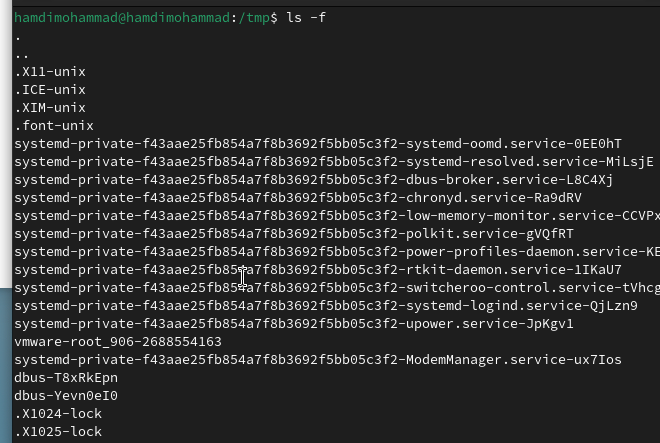 hamdimohammad@hamdimohammad:/tmp$ ls -f
.
..
.X11-unix
.ICE-unix
.XIM-unix
.font-unix
systemd-private-f43aae25fb854a7f8b3692f5bb05c3f2-systemd-oomd.service-0EE0hT
systemd-private-f43aae25fb854a7f8b3692f5bb05c3f2-systemd-resolved.service-MiLsjE
systemd-private-f43aae25fb854a7f8b3692f5bb05c3f2-dbus-broker.service-L8C4Xj
systemd-private-f43aae25fb854a7f8b3692f5bb05c3f2-chronyd.service-Ra9dRV
systemd-private-f43aae25fb854a7f8b3692f5bb05c3f2-low-memory-monitor.service-CCVPx
systemd-private-f43aae25fb854a7f8b3692f5bb05c3f2-polkit.service-gVQfRT
systemd-private-f43aae25fb854a7f8b3692f5bb05c3f2-power-profiles-daemon.service-KE
systemd-private-f43aae25fb854a7f8b3692f5bb05c3f2-rtkit-daemon.service-1IKaU7
systemd-private-f43aae25fb854a7f8b3692f5bb05c3f2-switcheroo-control.service-tVhcg
systemd-private-f43aae25fb854a7f8b3692f5bb05c3f2-systemd-logind.service-QjLzn9
systemd-private-f43aae25fb854a7f8b3692f5bb05c3f2-upower.service-JpKgv1
vmware-root_906-2688554163
systemd-private-f43aae25fb854a7f8b3692f5bb05c3f2-ModemManager.service-ux7Ios
dbus-T8xRkEpn
dbus-Yevn0eI0
.X1024-lock
.X1025-lock